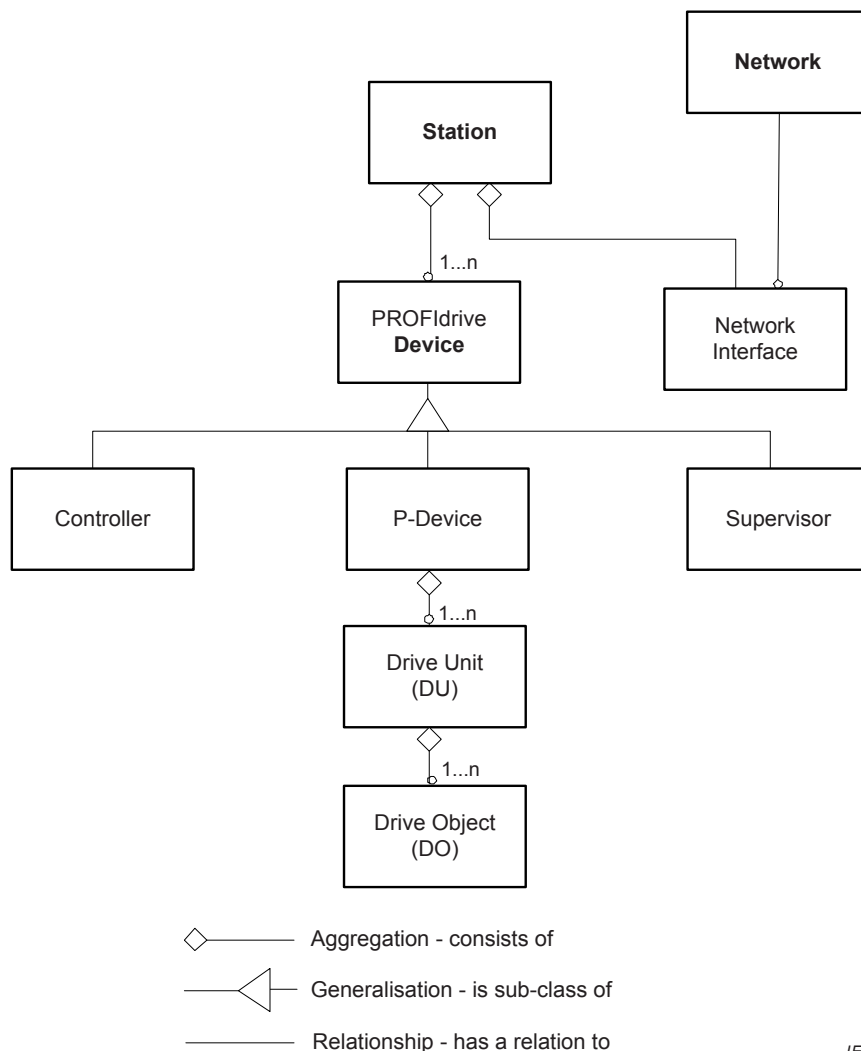 Network
Station
1...n
PROFIdrive
Device
Network
Interface
Controller
P-Device
Supervisor
1...n
Drive Unit
(DU)
1...n
Drive Object
(DO)
Aggregation - consists of
Generalisation - is sub-class of
Relationship - has a relation to